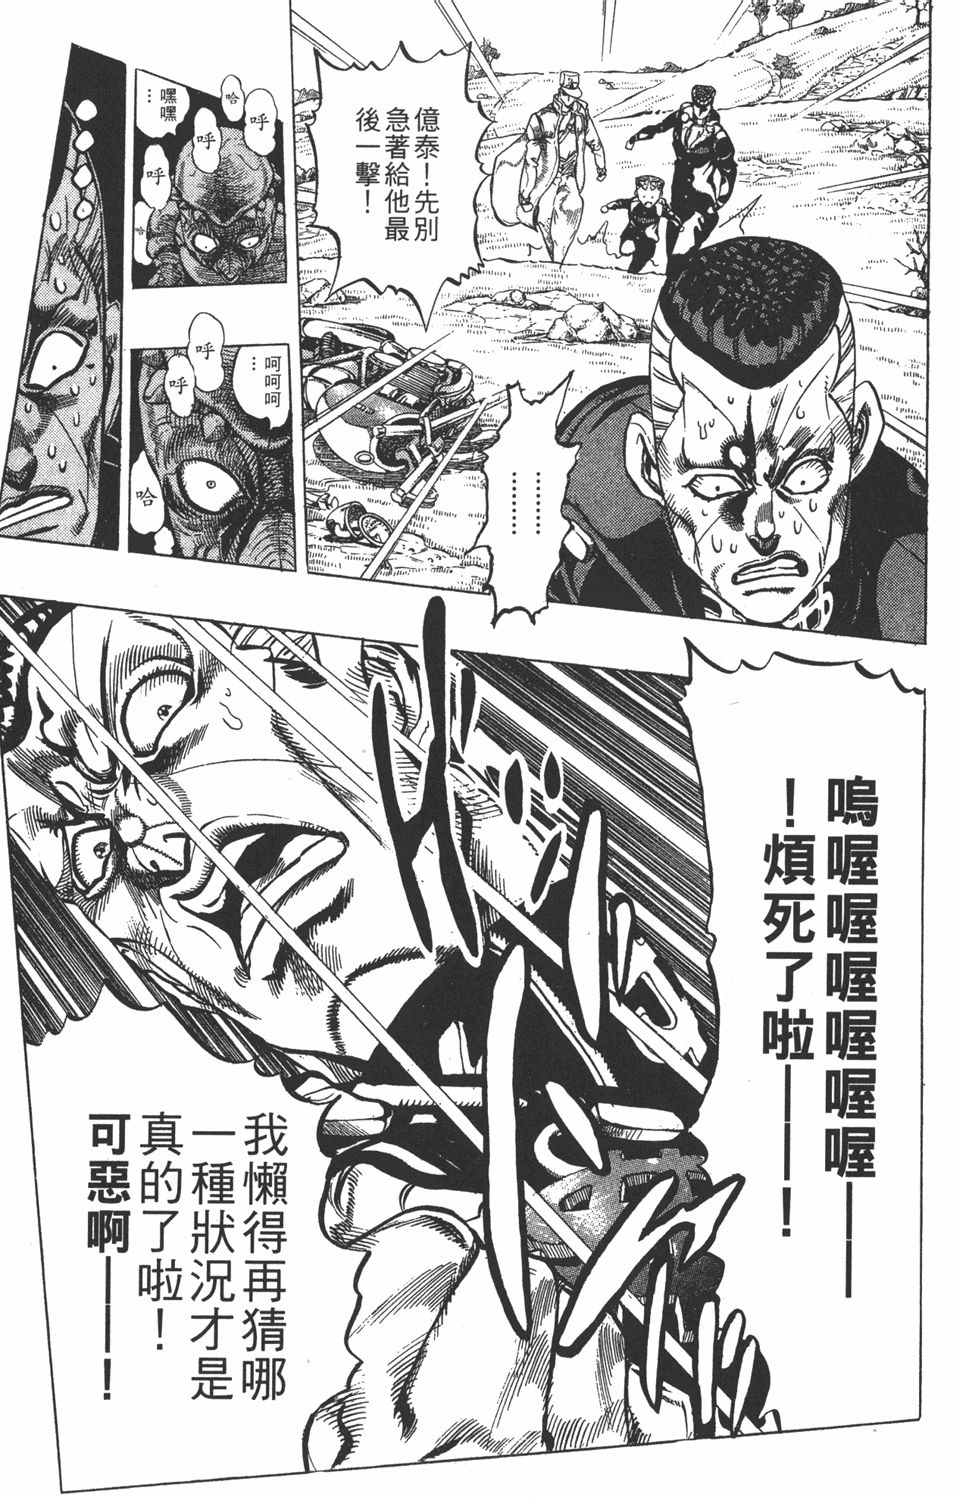 億泰！先別
急著給他最
後一擊！
………
………
哈
呼
呼
呼
哈
嘿嘿
…
呵呵呵
…
呼
呼
哈
嗚喔喔喔喔喔喔——
！煩死了啦———！
我懶得再猜哪
一種狀況才是
真的了啦！
可惡啊———！